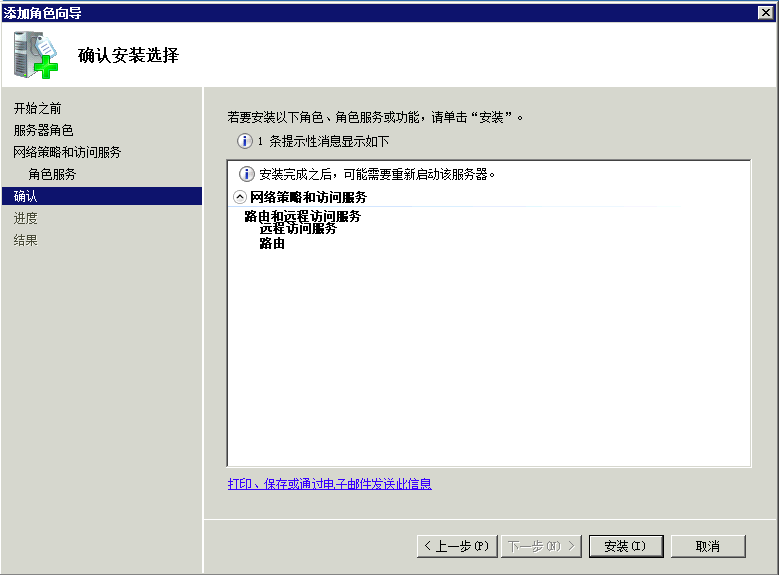 添加角色向导
确认安装选择
开始之前
服务器角色
网络策略和访问服务
角色服务
确认
进度
结果
若要安装以下角色、角色服务或功能，请单击“安装”。
1 条提示性消息显示如下
安装完成之后，可能需要重新启动该服务器。
网络策略和访问服务
路由和远程访问服务
远程访问服务
路由
打印、保存或通过电子邮件发送此信息
< 上一步(P)
下一步(N) >
安装(I)
取消